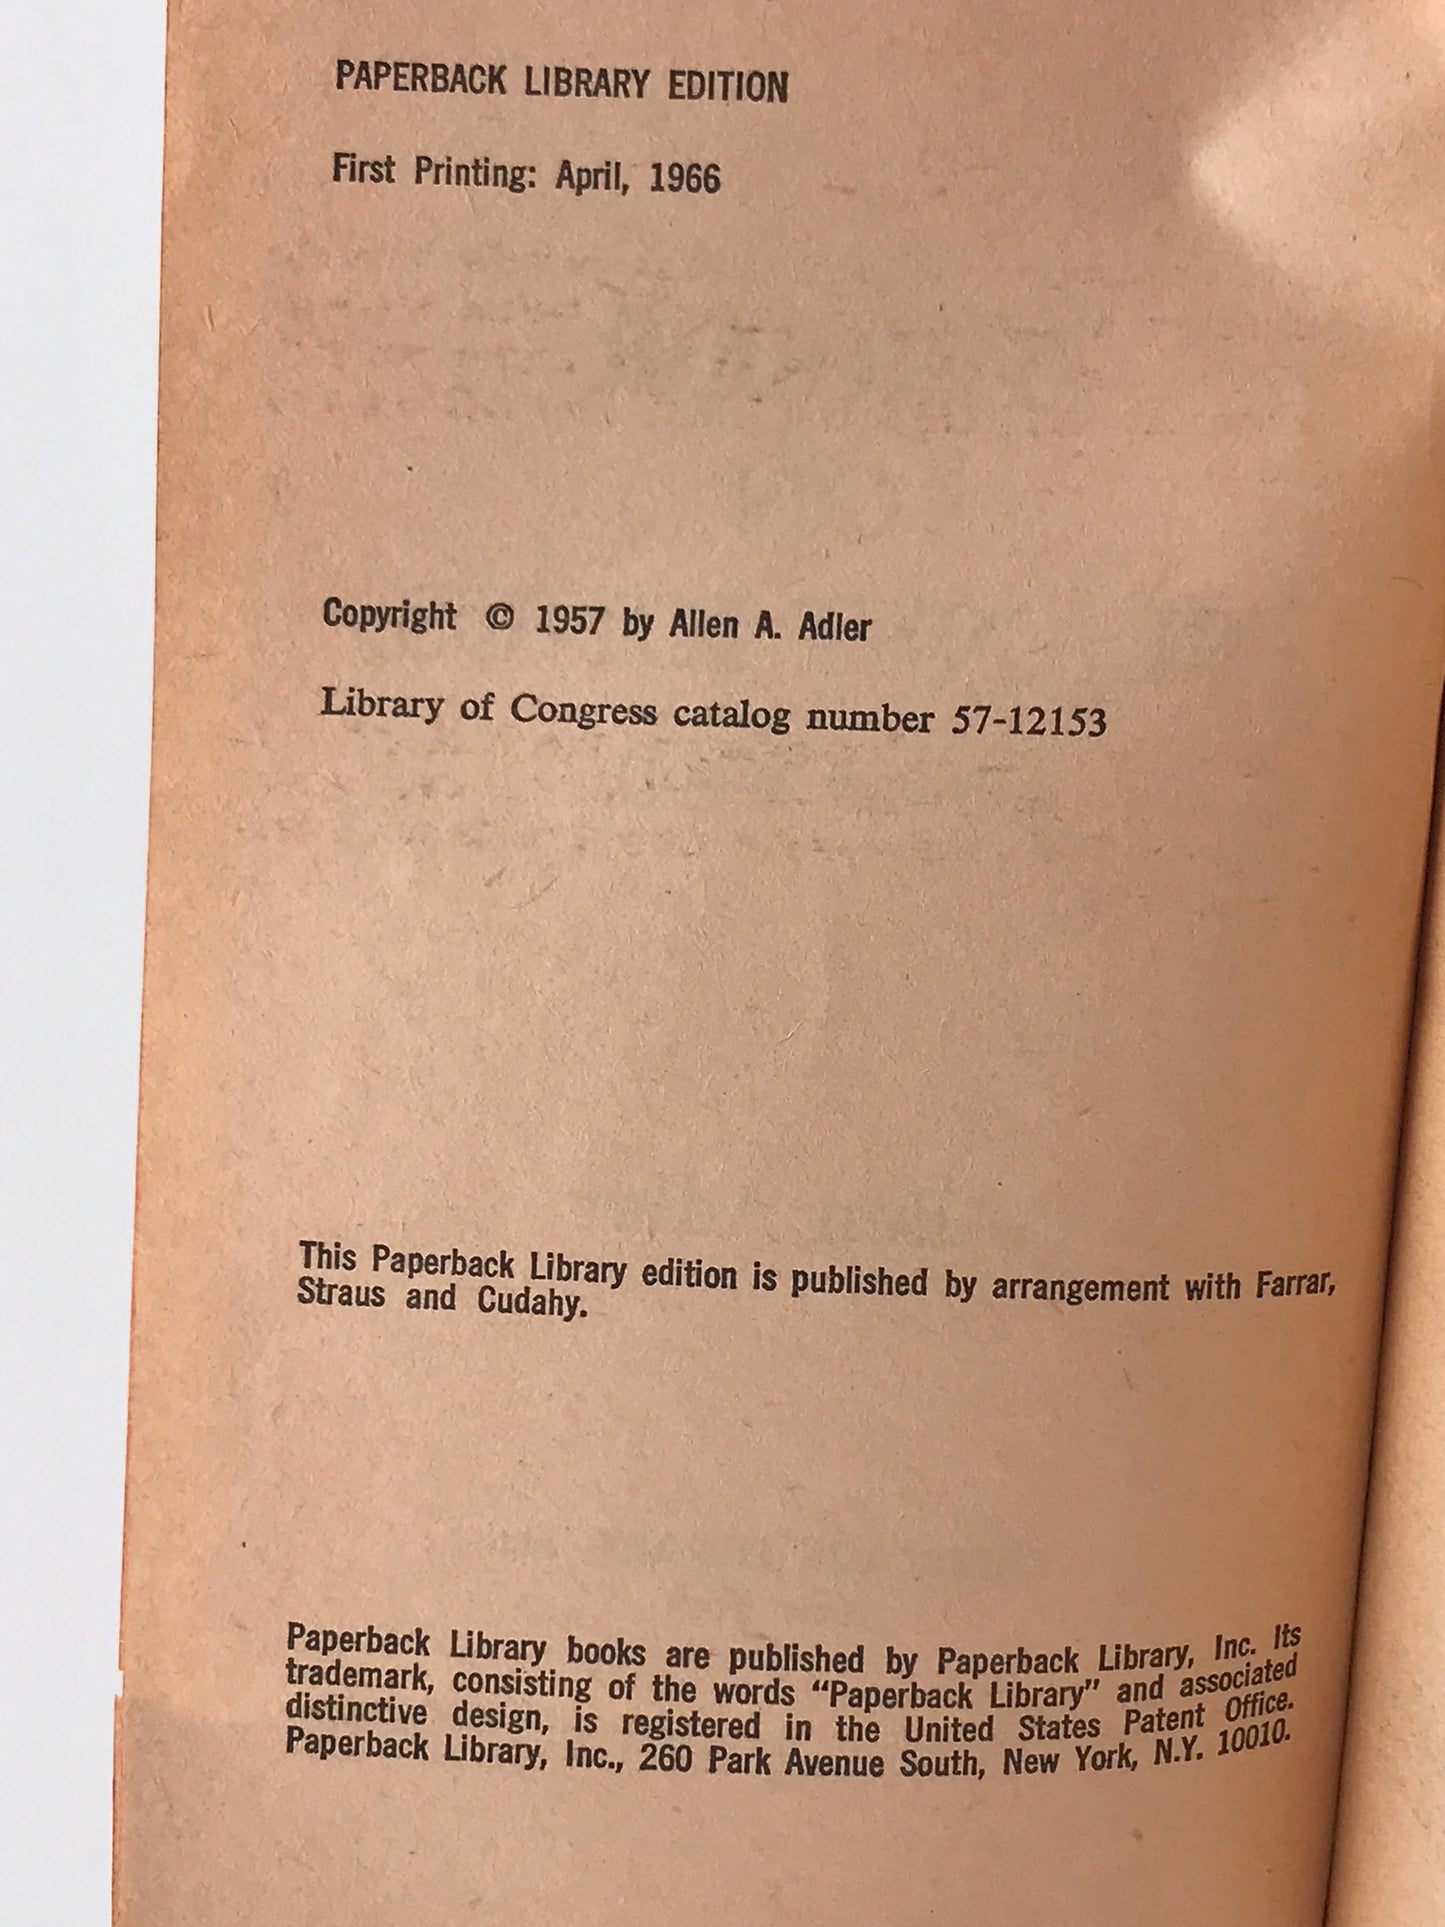 PAPERBACK LIBRARY EDITION
First Printing: April, 1966
Copyright © 1957 by Allen A. Adler
Library of Congress catalog number 57-12153
This Paperback Library edition is published by arrangement with Farrar,
Straus and Cudahy.
Paperback Library books are published by Paperback Library, Inc. Its
trademark, consisting of the words “Paperback Library” and associated
distinctive design, is registered in the United States Patent Office.
Paperback Library, Inc., 260 Park Avenue South, New York, N.Y. 10010.